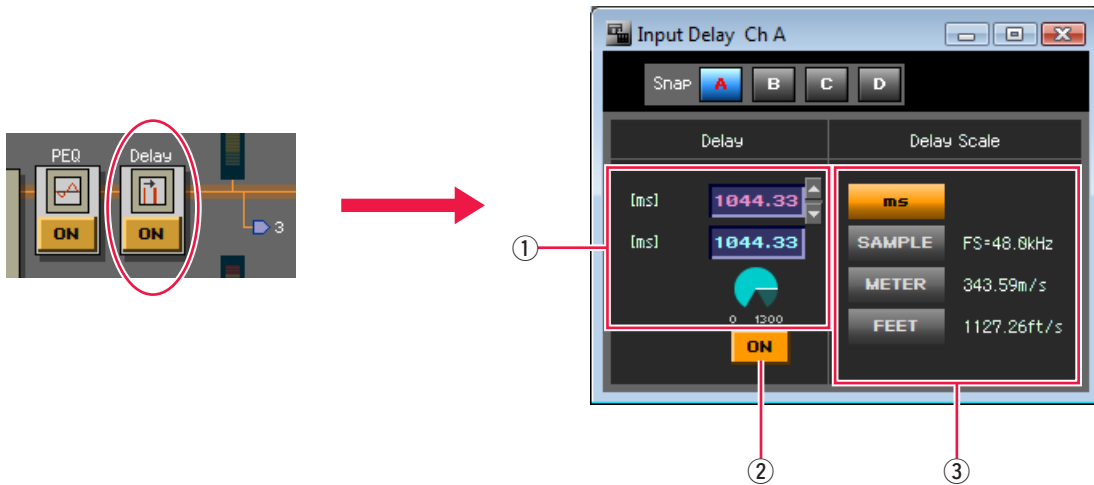 PEQ
Delay
ON
ON
3
Input Delay Ch A
Snap A B C D
Delay
Delay Scale
[ms] 1044.33
[ms] 1044.33
0 1300
ON
ms
SAMPLE FS=48.0kHz
METER 343.59m/s
FEET 1127.26ft/s
1
2
3